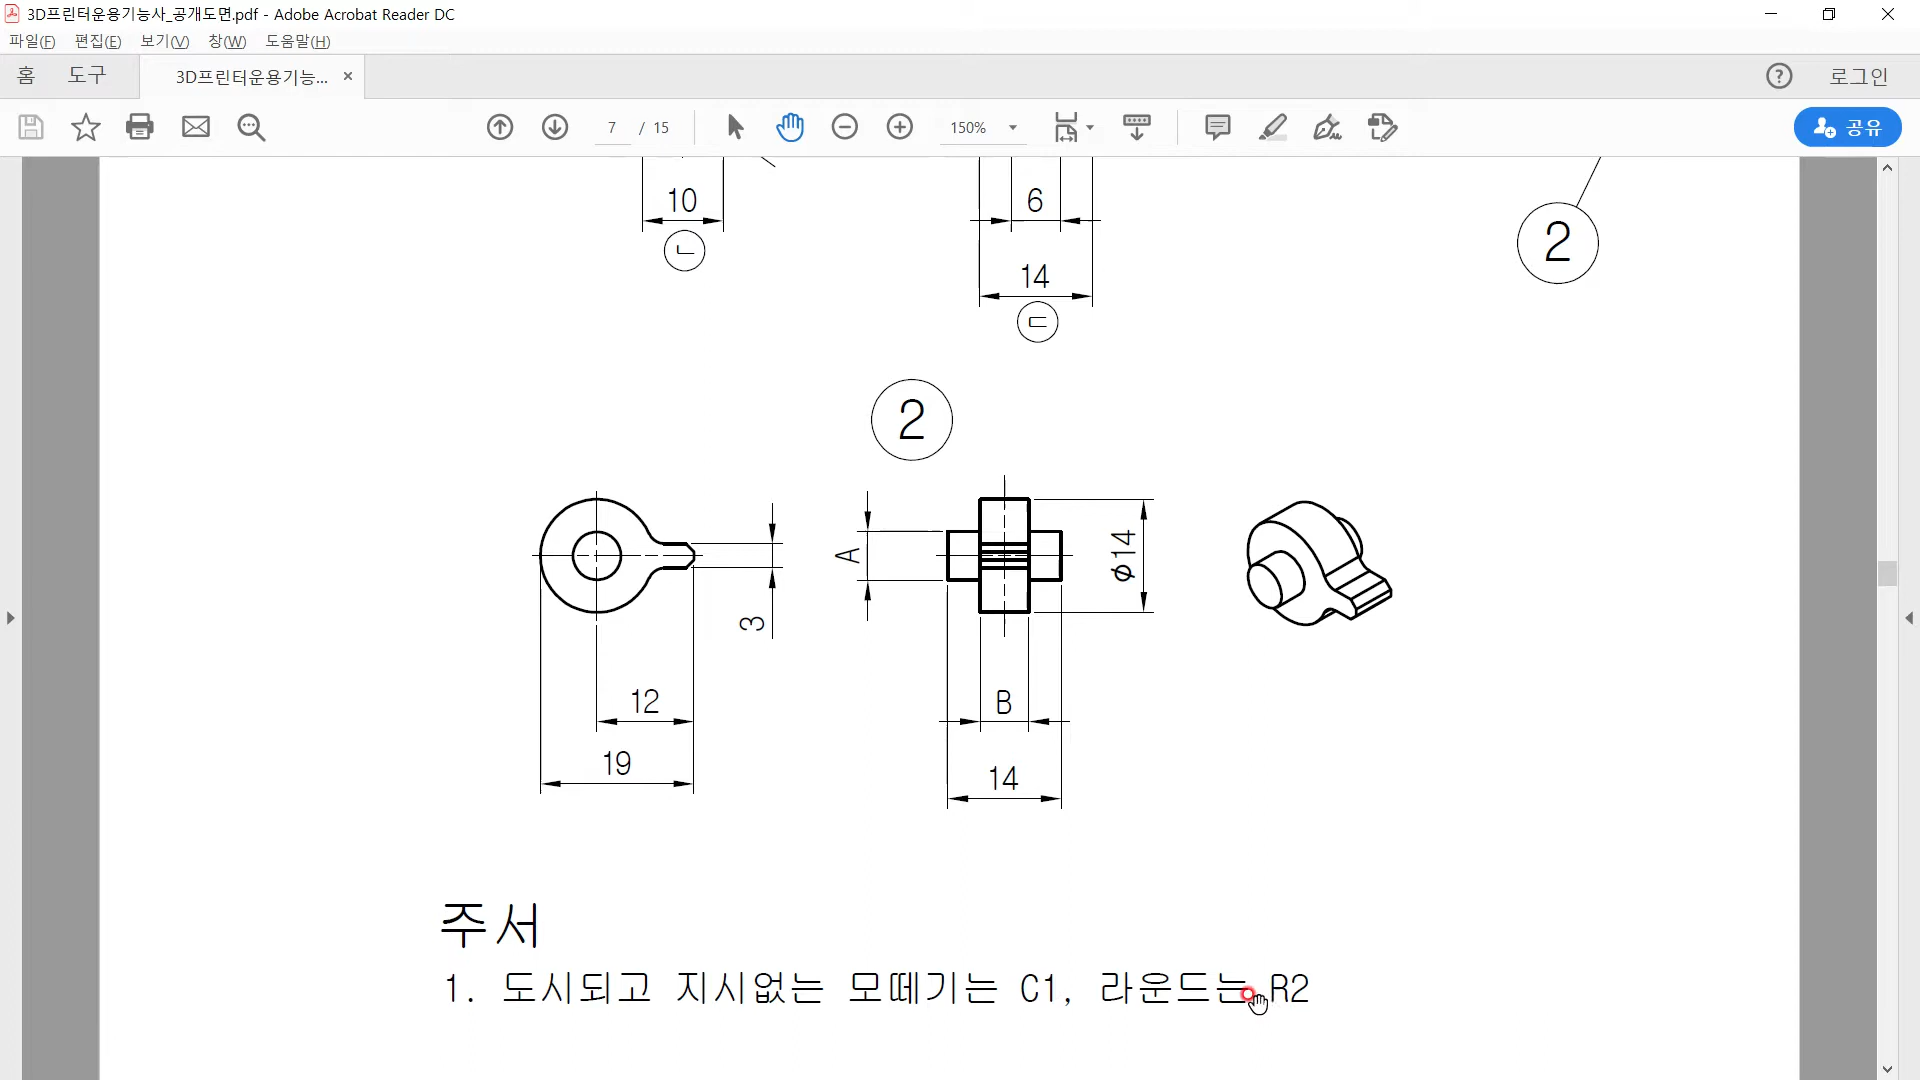 3D프린터운용기능사_공개도면.pdf - Adobe Acrobat Reader DC
파일(F) 편집(E) 보기(V) 창(W) 도움말(H)
홈 도구 3D프린터운용기능... × ? 로그인
7 / 15 150% 공유
10 6
ㄴ 2
14
ㄷ
2
A ø14
3
12 B
19 14
주서
1. 도시되고 지시없는 모떼기는 C1, 라운드는 R2